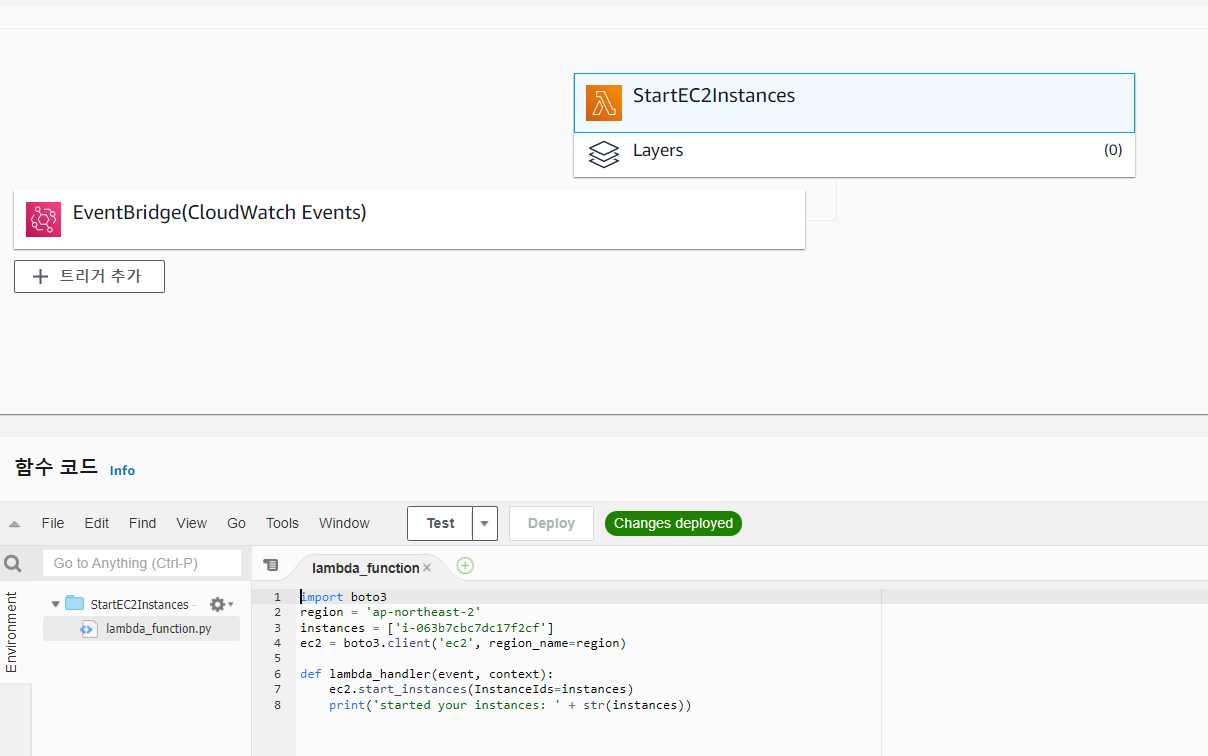 StartEC2Instances
Layers (0)
EventBridge(CloudWatch Events)
+ 트리거 추가
함수 코드 Info
File Edit Find View Go Tools Window Test Deploy Changes deployed
Go to Anything (Ctrl-P)
lambda_function
Environment
StartEC2Instances
lambda_function.py
1 import boto3
2 region = 'ap-northeast-2'
3 instances = ['i-063b7cbc7dc17f2cf']
4 ec2 = boto3.client('ec2', region_name=region)
5
6 def lambda_handler(event, context):
7 ec2.start_instances(InstanceIds=instances)
8 print('started your instances: ' + str(instances))